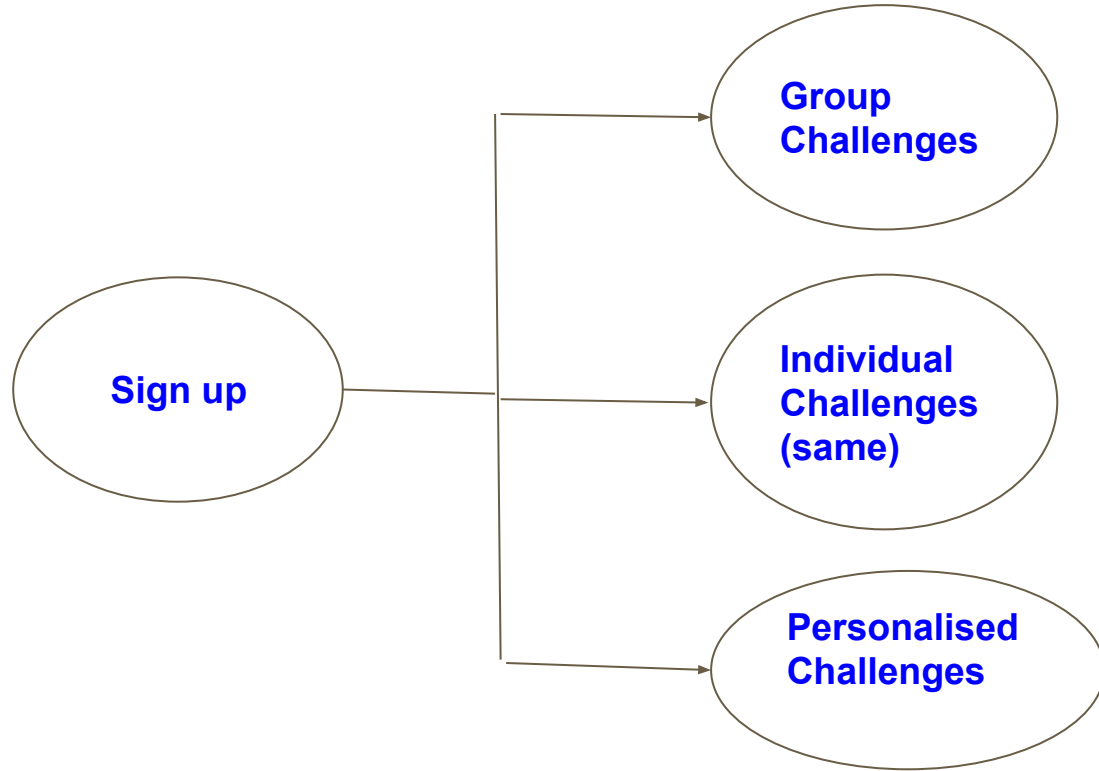 Group
Challenges
Sign up
Individual
Challenges
(same)
Personalised
Challenges